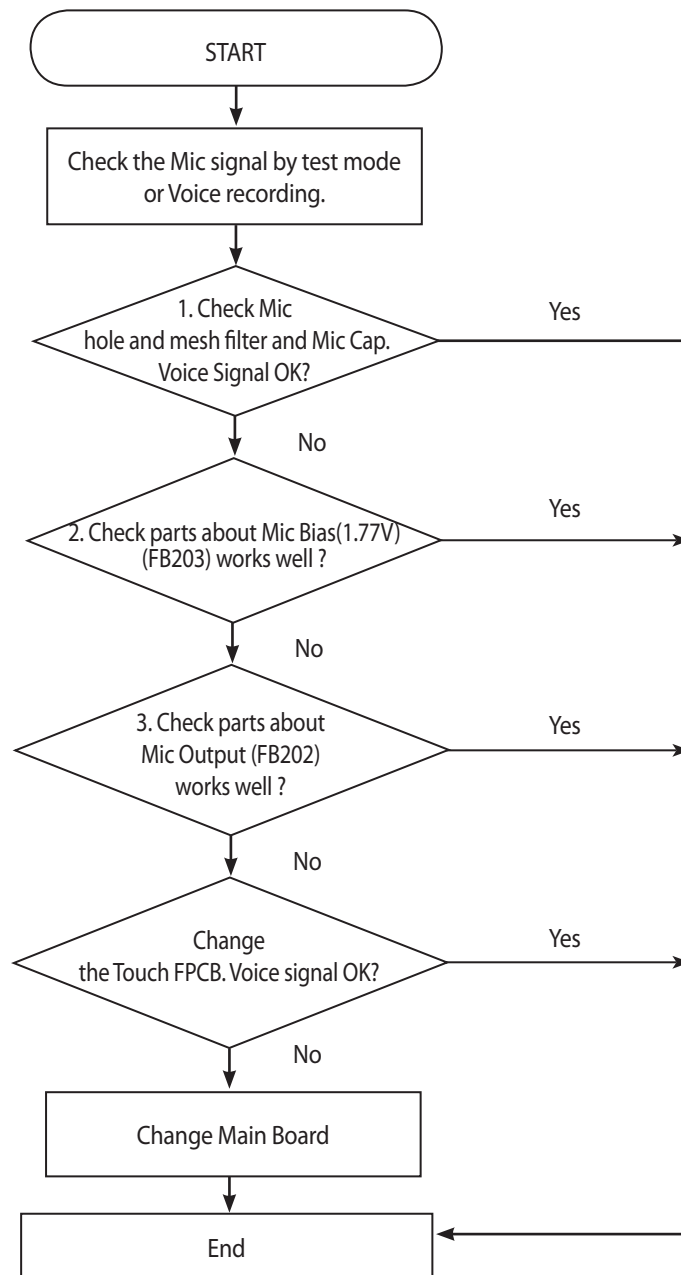 START
Check the Mic signal by test mode
or Voice recording.
1. Check Mic
hole and mesh filter and Mic Cap.
Voice Signal OK?
Yes
No
2. Check parts about Mic Bias(1.77V)
(FB203) works well ?
Yes
No
3. Check parts about
Mic Output (FB202)
works well ?
Yes
No
Change
the Touch FPCB. Voice signal OK?
Yes
No
Change Main Board
End